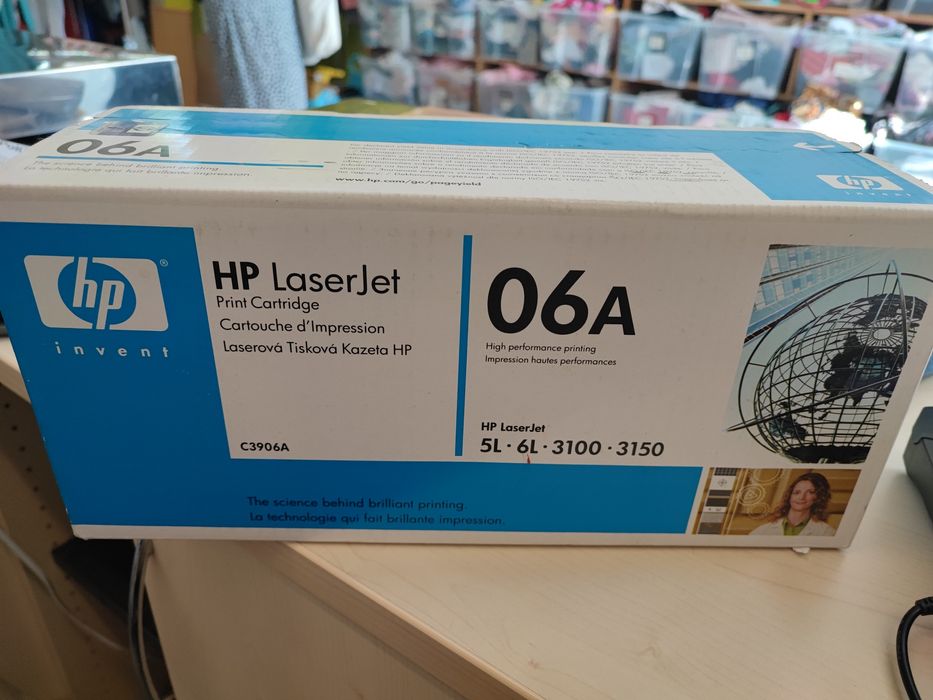 06A
The science behind brilliant printing.
La technologie qui fait brillante impression.
www.hp.com/go/pageyield
hp
invent
hp
invent
HP LaserJet
Print Cartridge
Cartouche d'Impression
Laserová Tisková Kazeta HP
C3906A
06A
High performance printing
Impression hautes performances
HP LaserJet
5L · 6L · 3100 · 3150
The science behind brilliant printing.
La technologie qui fait brillante impression.